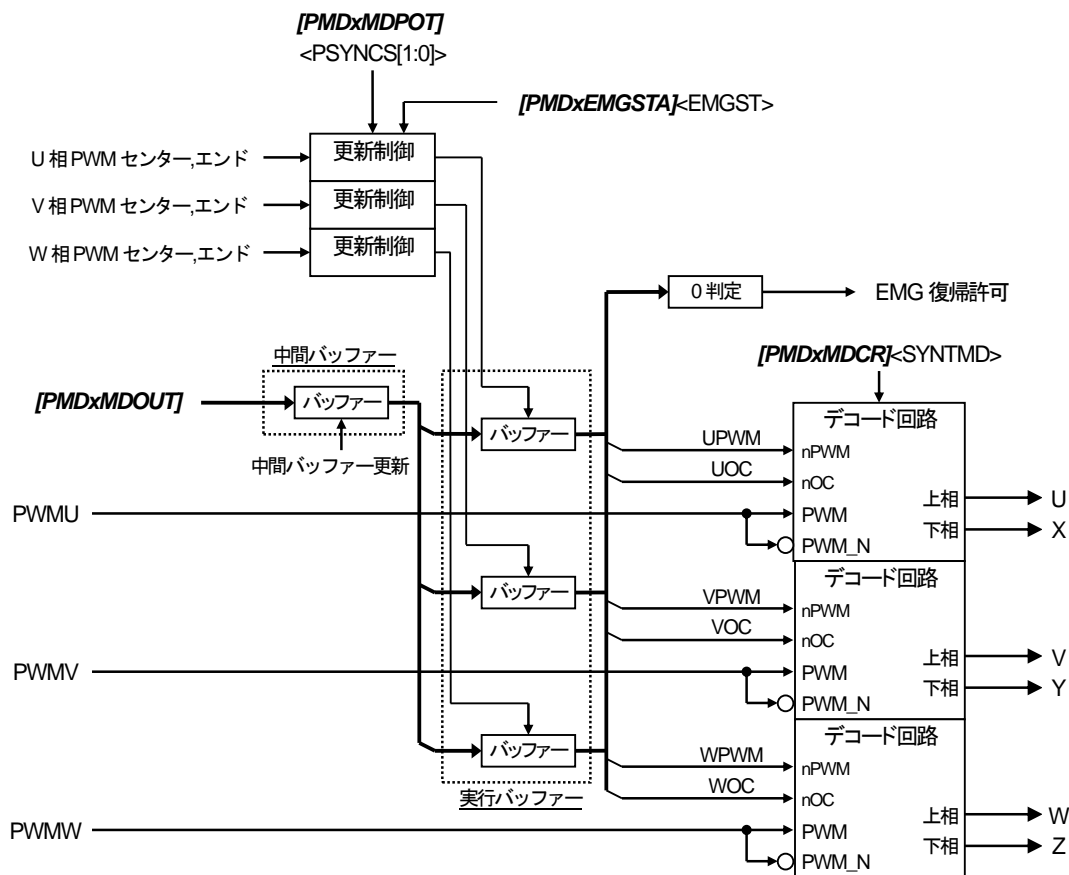 [PMDxMDPOT]
<PSYNCS[1:0]>
[PMDxEMGSTA]<EMGST>
U 相 PWM センター,エンド
更新制御
V 相 PWM センター,エンド
更新制御
W 相 PWM センター,エンド
更新制御
0 判定
EMG 復帰許可
中間バッファー
[PMDxMDCR]<SYNTMD>
[PMDxMDOUT]
バッファー
中間バッファー更新
バッファー
デコード回路
UPWM
nPWM
UOC
nOC
PWMU
PWM
上相
U
PWM_N
下相
X
バッファー
デコード回路
VPWM
nPWM
VOC
nOC
PWMV
PWM
上相
V
PWM_N
下相
Y
バッファー
デコード回路
WPWM
nPWM
WOC
nOC
実行バッファー
PWMW
PWM
上相
W
PWM_N
下相
Z